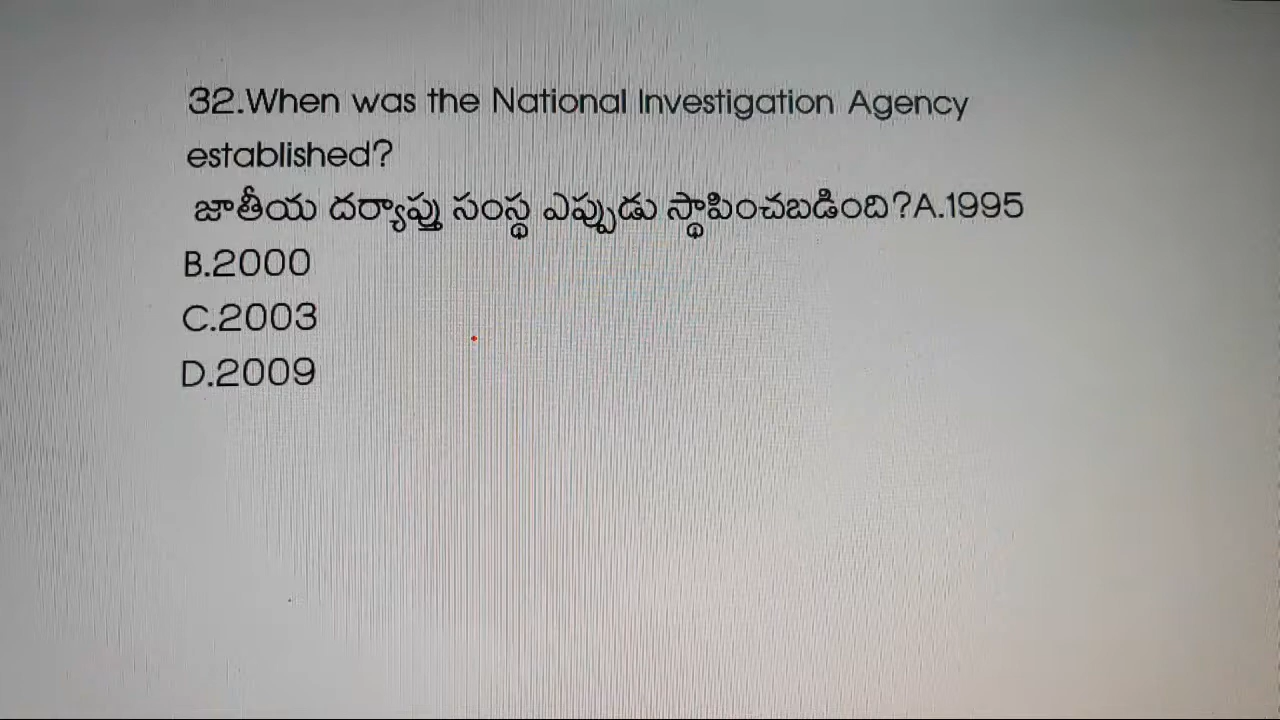 32.When was the National Investigation Agency
established?
జాతీయ దర్యాప్తు సంస్థ ఎప్పుడు స్థాపించబడింది?A.1995
B.2000
C.2003
D.2009